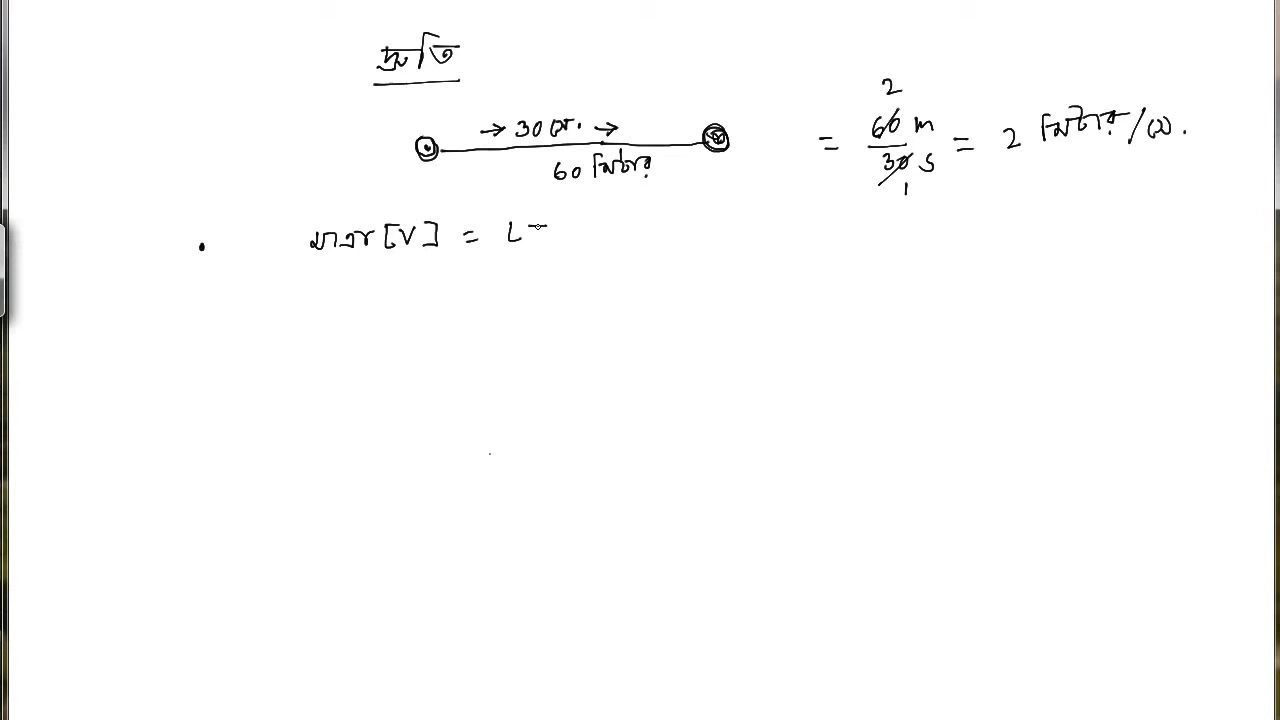 দ্রুতি
→ 30 সে. →
60 মিটার
= 60 m / 30 s = 2 মিটার/সে.
2
1
মাত্রা [V] = L